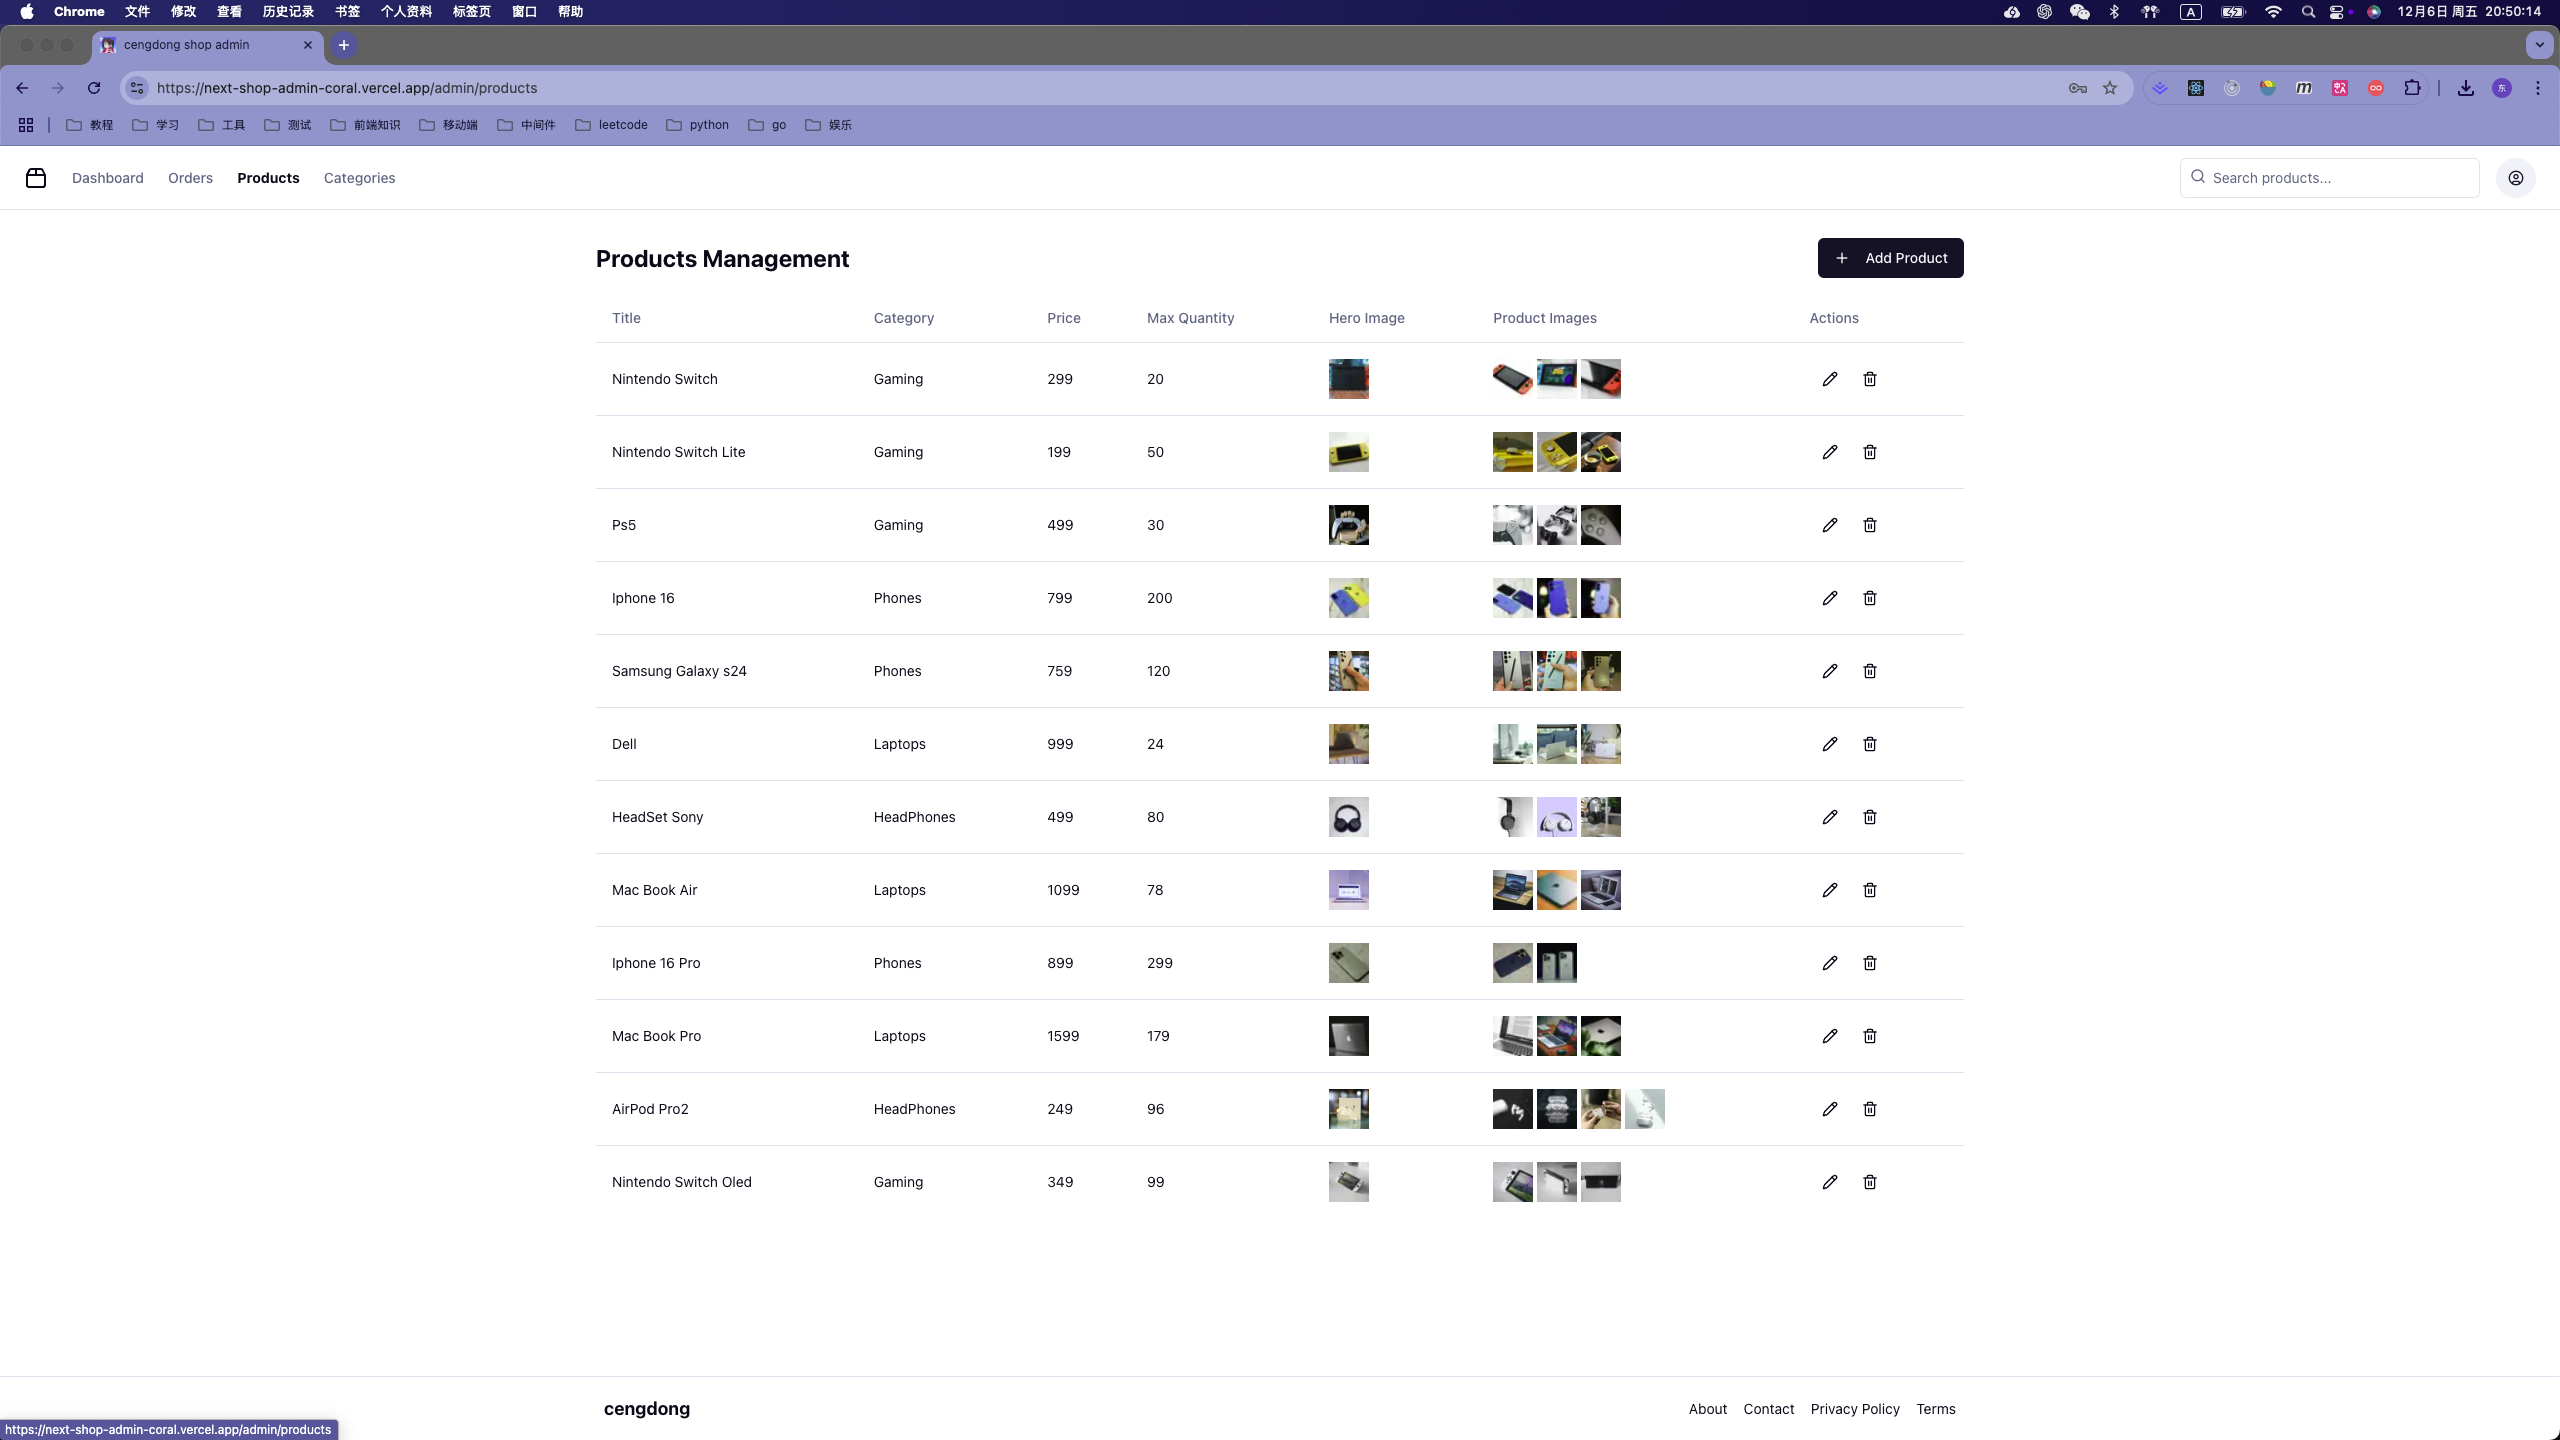 Chrome 文件 修改 查看 历史记录 书签 个人资料 标签页 窗口 帮助 A 12月6日 周五 20:50:14
cengdong shop admin
https://next-shop-admin-coral.vercel.app/admin/products 东
教程 学习 工具 测试 前端知识 移动端 中间件 leetcode python go 娱乐
Dashboard Orders Products Categories Search products...
Products Management + Add Product
Title Category Price Max Quantity Hero Image Product Images Actions
Nintendo Switch Gaming 299 20
Nintendo Switch Lite Gaming 199 50
Ps5 Gaming 499 30
Iphone 16 Phones 799 200
Samsung Galaxy s24 Phones 759 120
Dell Laptops 999 24
HeadSet Sony HeadPhones 499 80
Mac Book Air Laptops 1099 78
Iphone 16 Pro Phones 899 299
Mac Book Pro Laptops 1599 179
AirPod Pro2 HeadPhones 249 96
Nintendo Switch Oled Gaming 349 99
cengdong About Contact Privacy Policy Terms
https://next-shop-admin-coral.vercel.app/admin/products